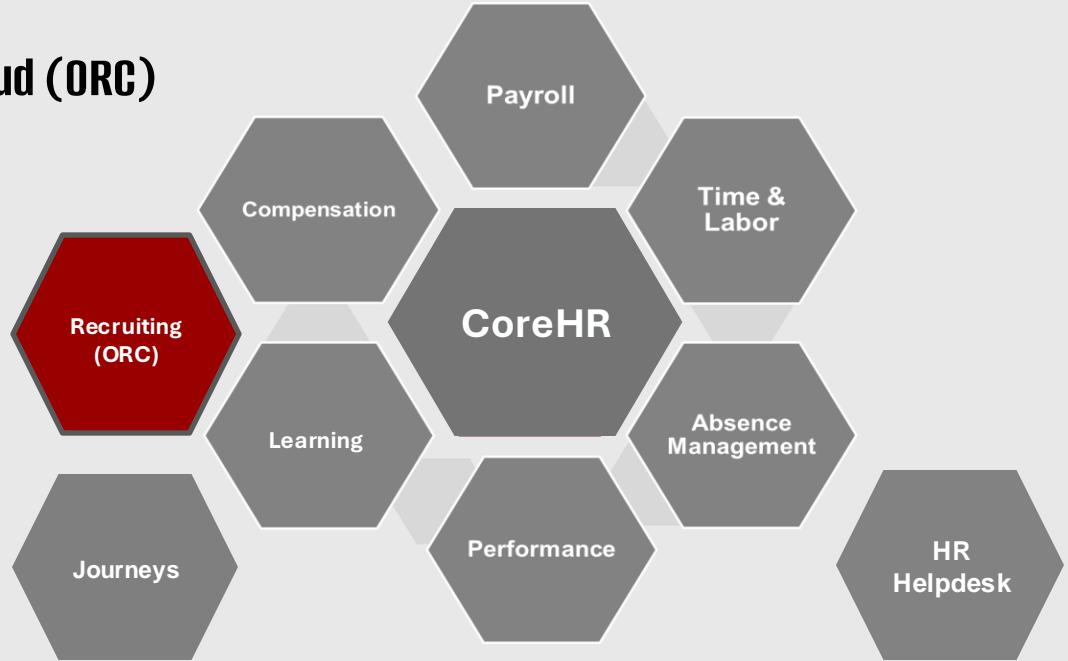 ud (ORC)
Payroll
Compensation
Time &
Labor
Recruiting
(ORC)
CoreHR
Learning
Absence
Management
Journeys
Performance
HR
Helpdesk